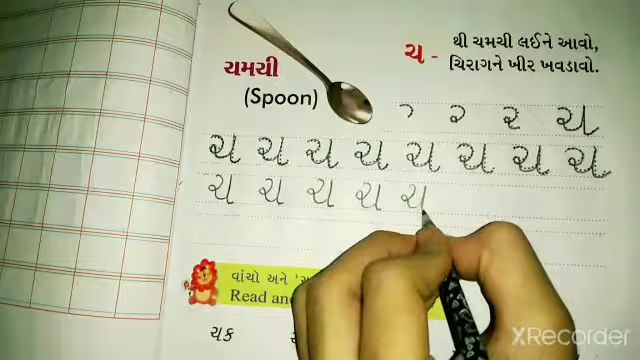 ચમચી
(Spoon)
ચ - થી ચમચી લઈને આવો,
ચિરાગને ખીર ખવડાવો.
ચ
ચ ચ ચ ચ ચ ચ ચ ચ
ચ ચ ચ ચ ચ
વાંચો અને
Read and
ચક
XRecorder